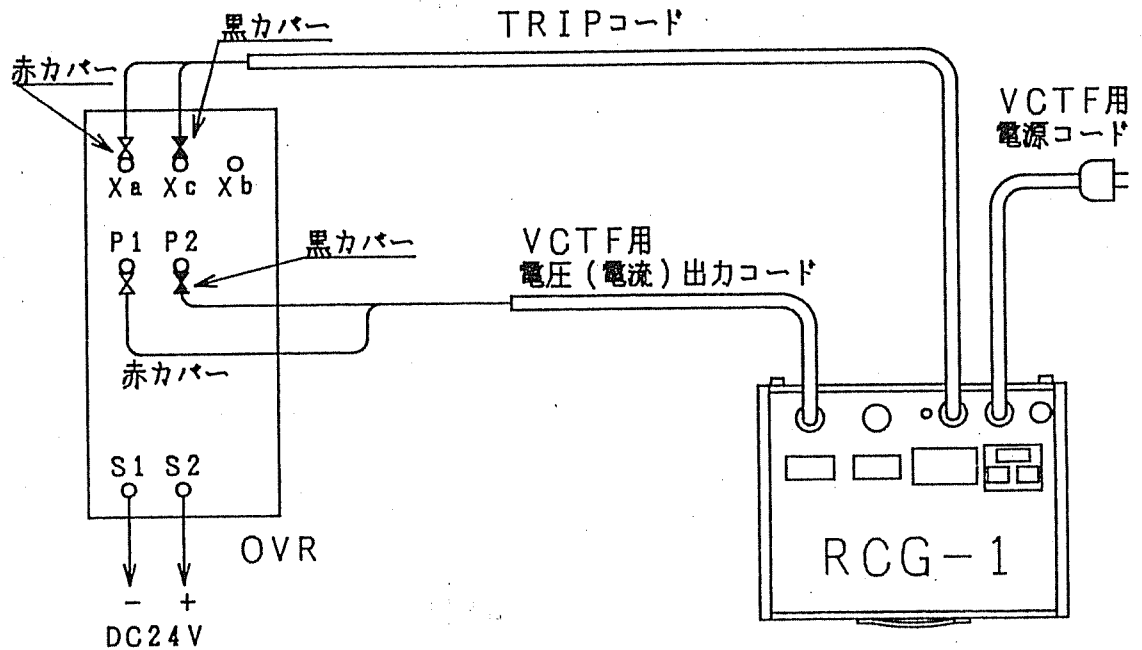 TRIPコード
黒カバー
赤カバー
VCTF用
電源コード
Xa Xc Xb
P1 P2
黒カバー
VCTF用
電圧(電流)出力コード
赤カバー
S1 S2
OVR
RCG-1
- +
DC24V